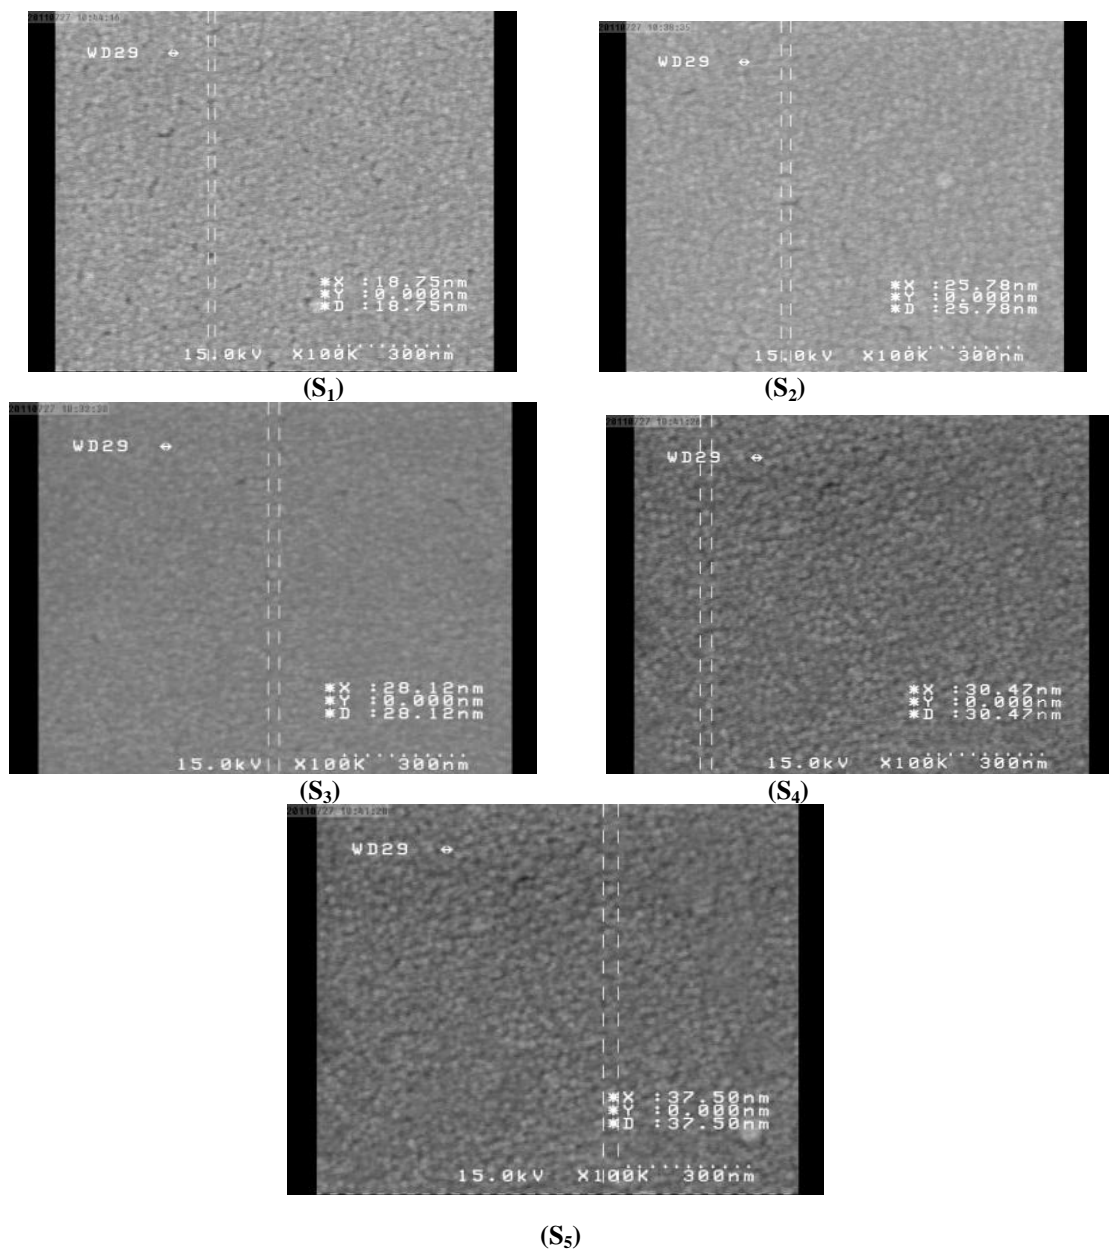 WD29 ↔
*X :18.75nm
*Y :0.000nm
*D :18.75nm
15.0kV X100K 300nm
(S₁)
WD29 ↔
*X :25.78nm
*Y :0.000nm
*D :25.78nm
15.0kV X100K 300nm
(S₂)
WD29 ↔
*X :28.12nm
*Y :0.000nm
*D :28.12nm
15.0kV X100K 300nm
(S₃)
WD29 ↔
*X :30.47nm
*Y :0.000nm
*D :30.47nm
15.0kV X100K 300nm
(S₄)
WD29 ↔
*X :37.50nm
*Y :0.000nm
*D :37.50nm
15.0kV X100K 300nm
(S₅)